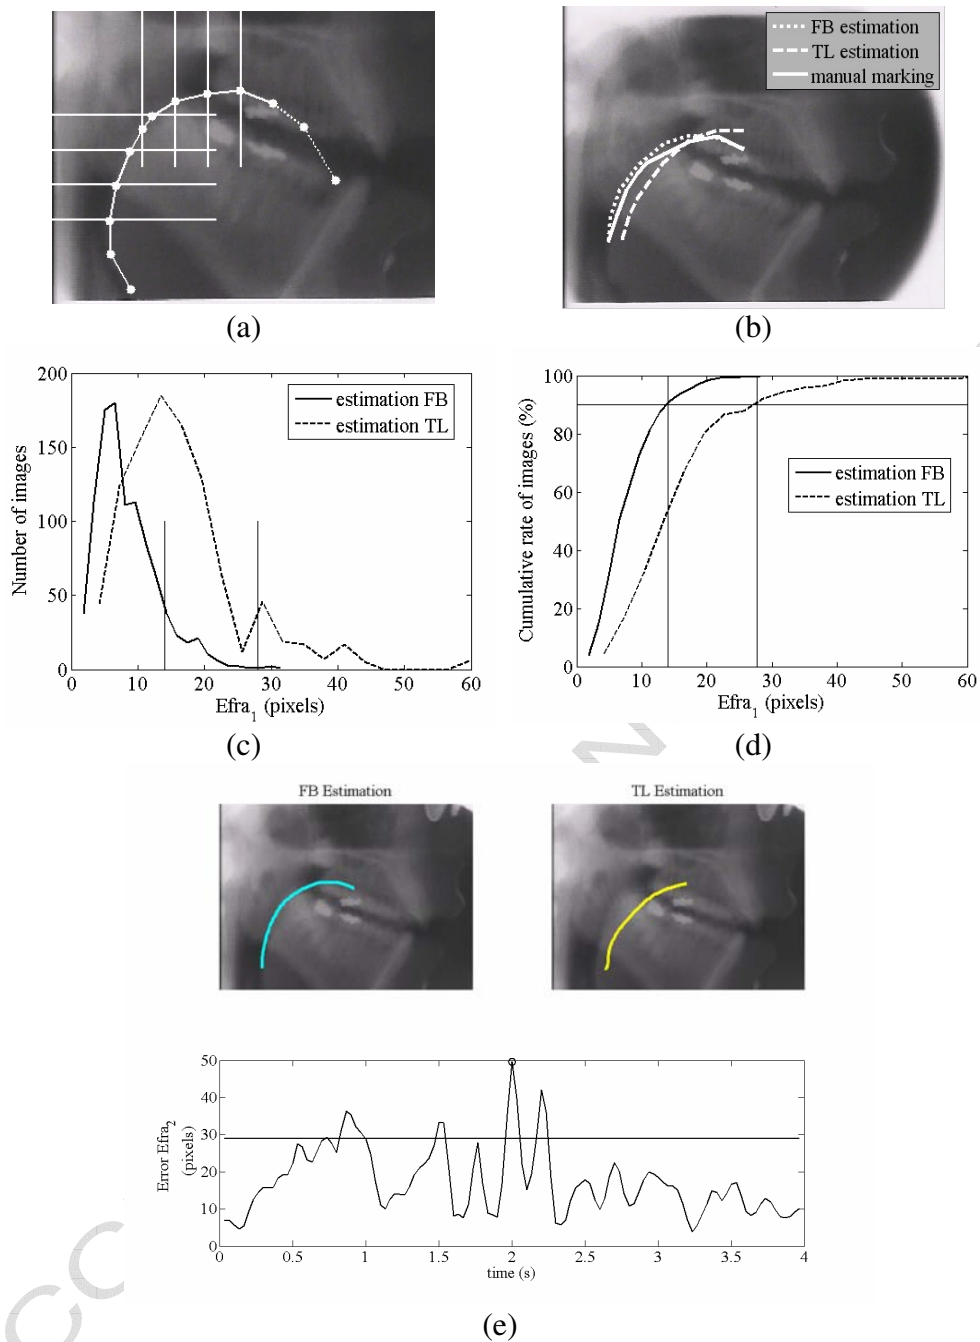 FB estimation
TL estimation
manual marking
(a)
(b)
200
150
100
50
0
Number of images
estimation FB
estimation TL
0 10 20 30 40 50 60
Efra1 (pixels)
(c)
100
80
60
40
20
0
Cumulative rate of images (%)
estimation FB
estimation TL
0 10 20 30 40 50 60
Efra1 (pixels)
(d)
FB Estimation
TL Estimation
50
40
30
20
10
0
Error Efra2
(pixels)
0 0.5 1 1.5 2 2.5 3 3.5 4
time (s)
(e)